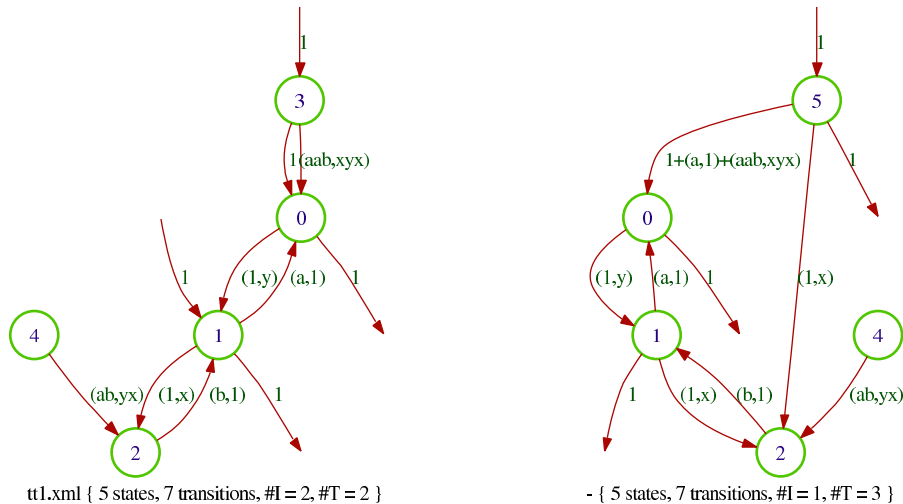 1
1
3
5
1(aab,xyx)
1+(a,1)+(aab,xyx)
1
0
0
1
(1,y)
(a,1)
1
(1,y)
(a,1)
1
(1,x)
4
1
1
4
(ab,yx)
(1,x)
(b,1)
1
1
(1,x)
(b,1)
(ab,yx)
2
2
tt1.xml { 5 states, 7 transitions, #I = 2, #T = 2 }
- { 5 states, 7 transitions, #I = 1, #T = 3 }